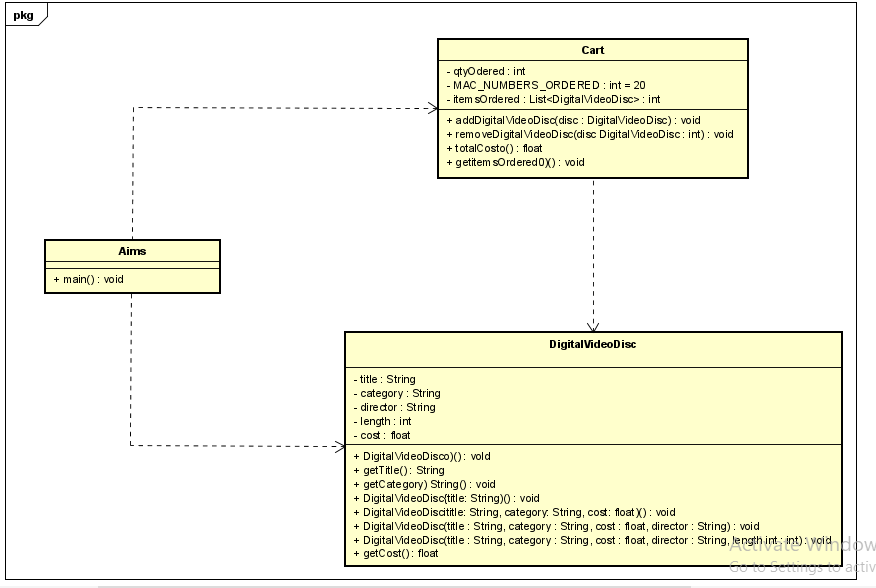 pkg
Cart
- qtyOdered : int
- MAC_NUMBERS_ORDERED : int = 20
- itemsOrdered : List<DigitalVideoDisc> : int
+ addDigitalVideoDisc(disc : DigitalVideoDisc) : void
+ removeDigitalVideoDisc(disc DigitalVideoDisc : int) : void
+ totalCosto() : float
+ getitemsOrdered0)() : void
Aims
+ main() : void
DigitalVideoDisc
- title : String
- category : String
- director : String
- length : int
- cost : float
+ DigitalVideoDisco)() : vold
+ getTitle() : String
+ getCategory) String() : void
+ DigitalVideoDisc{title: String)() : void
+ DigitalVideoDiscititle: String, category: String, cost: float)() : void
+ DigitalVideoDisc(title : String, category : String, cost : float, director : String) : void
+ DigitalVideoDisc(title : String, category : String, cost : float, director : String, length int : int) : void
+ getCost() : float
Activate Window
Go to Settings to activ